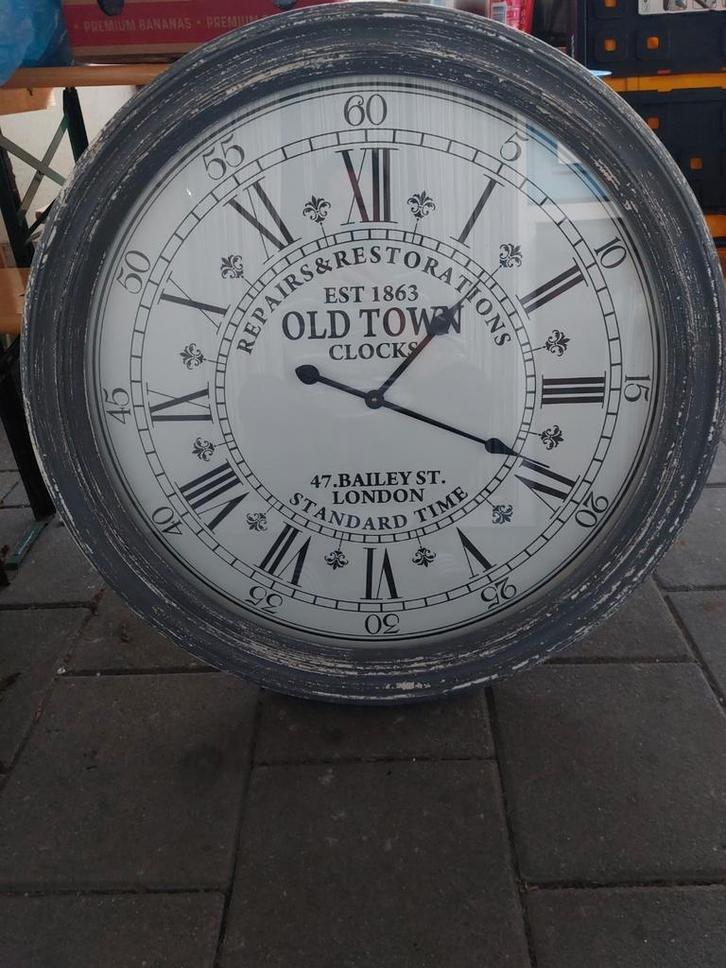 PREMIUM BANANAS • PREMIUM
60
5
10
15
20
25
30
35
40
45
50
55
XII
I
II
III
IIII
V
VI
VII
VIII
IX
X
XI
REPAIRS&RESTORATIONS
EST 1863
OLD TOWN
CLOCKS
47.BAILEY ST.
LONDON
STANDARD TIME